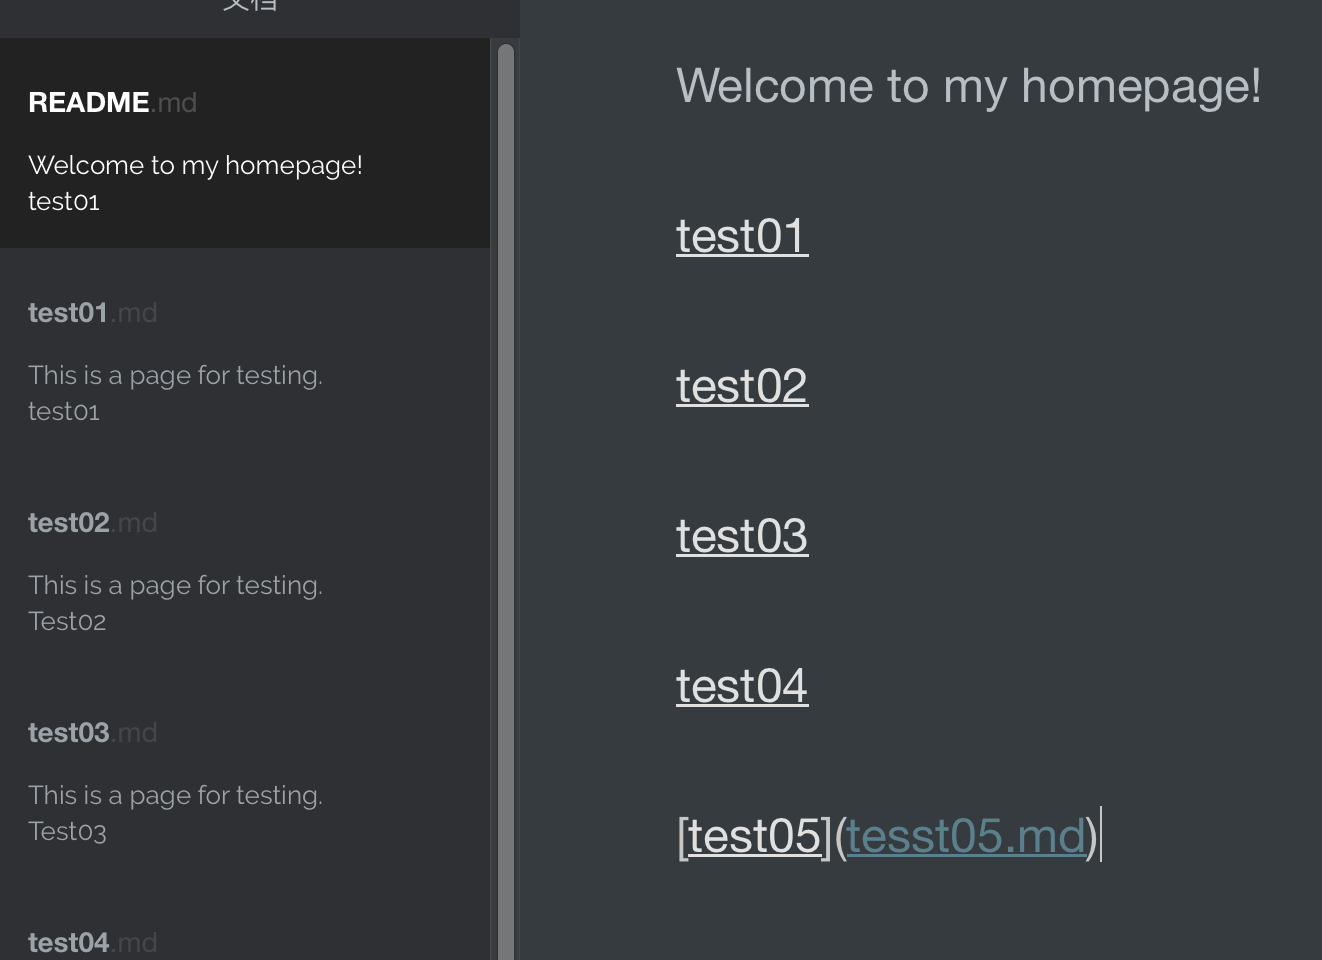 文档
README.md
Welcome to my homepage!
test01
test01.md
This is a page for testing.
test01
test02.md
This is a page for testing.
Test02
test03.md
This is a page for testing.
Test03
test04.md
Welcome to my homepage!
test01
test02
test03
test04
[test05](tesst05.md)